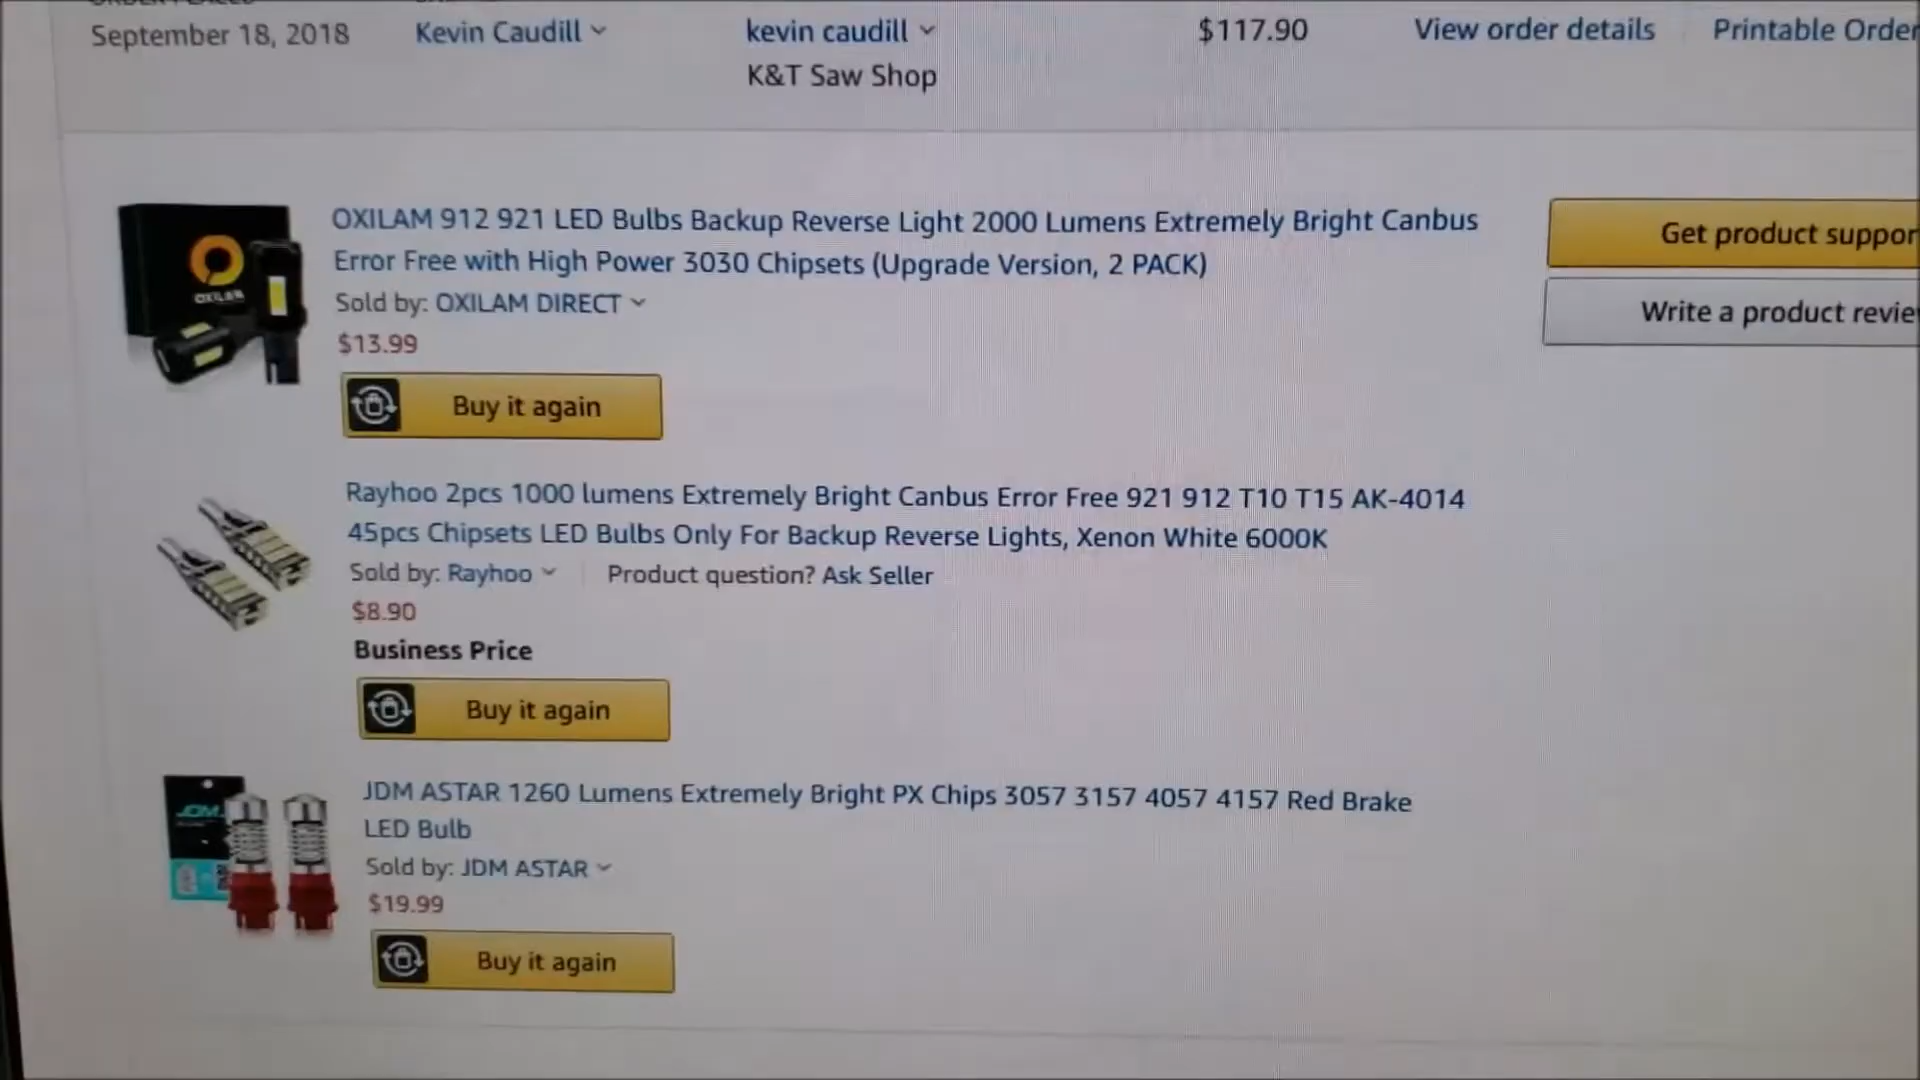 September 18, 2018 Kevin Caudill kevin caudill $117.90 View order details Printable Order
K&T Saw Shop
OXILAM 912 921 LED Bulbs Backup Reverse Light 2000 Lumens Extremely Bright Canbus
Error Free with High Power 3030 Chipsets (Upgrade Version, 2 PACK)
Sold by: OXILAM DIRECT
$13.99
Buy it again
Get product suppor
Write a product revie
OXILAM
Rayhoo 2pcs 1000 lumens Extremely Bright Canbus Error Free 921 912 T10 T15 AK-4014
45pcs Chipsets LED Bulbs Only For Backup Reverse Lights, Xenon White 6000K
Sold by: Rayhoo Product question? Ask Seller
$8.90
Business Price
Buy it again
JDM ASTAR 1260 Lumens Extremely Bright PX Chips 3057 3157 4057 4157 Red Brake
LED Bulb
Sold by: JDM ASTAR
$19.99
Buy it again
JDM